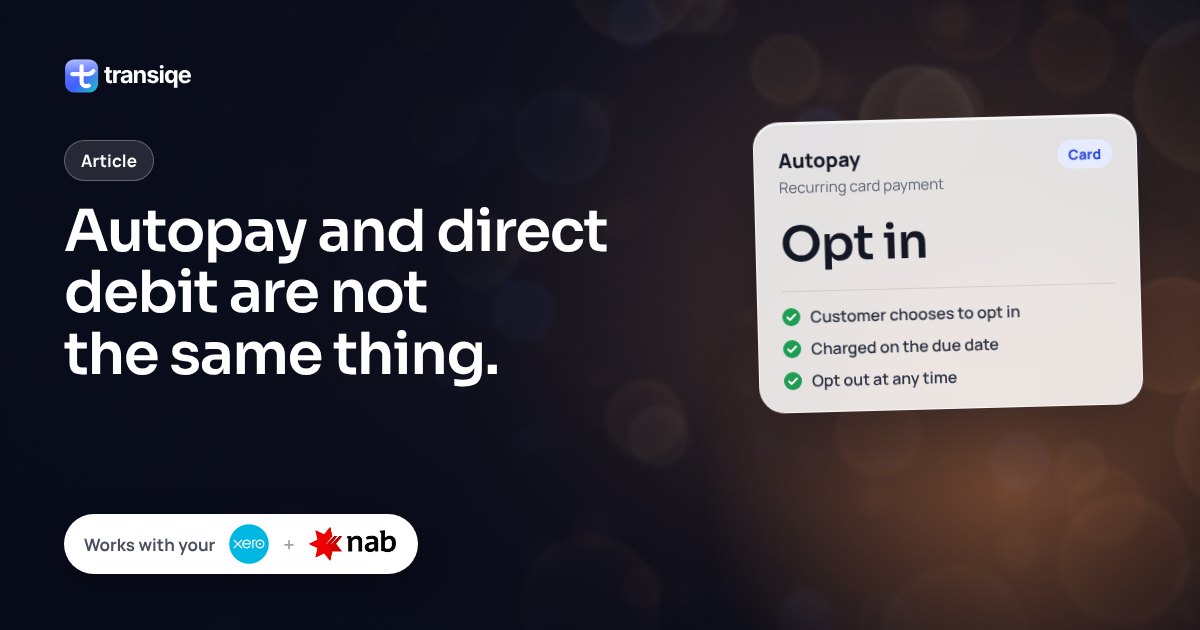 transiqe
Article
Autopay and direct
debit are not
the same thing.
Works with your xero + nab
Autopay
Card
Recurring card payment
Opt in
Customer chooses to opt in
Charged on the due date
Opt out at any time